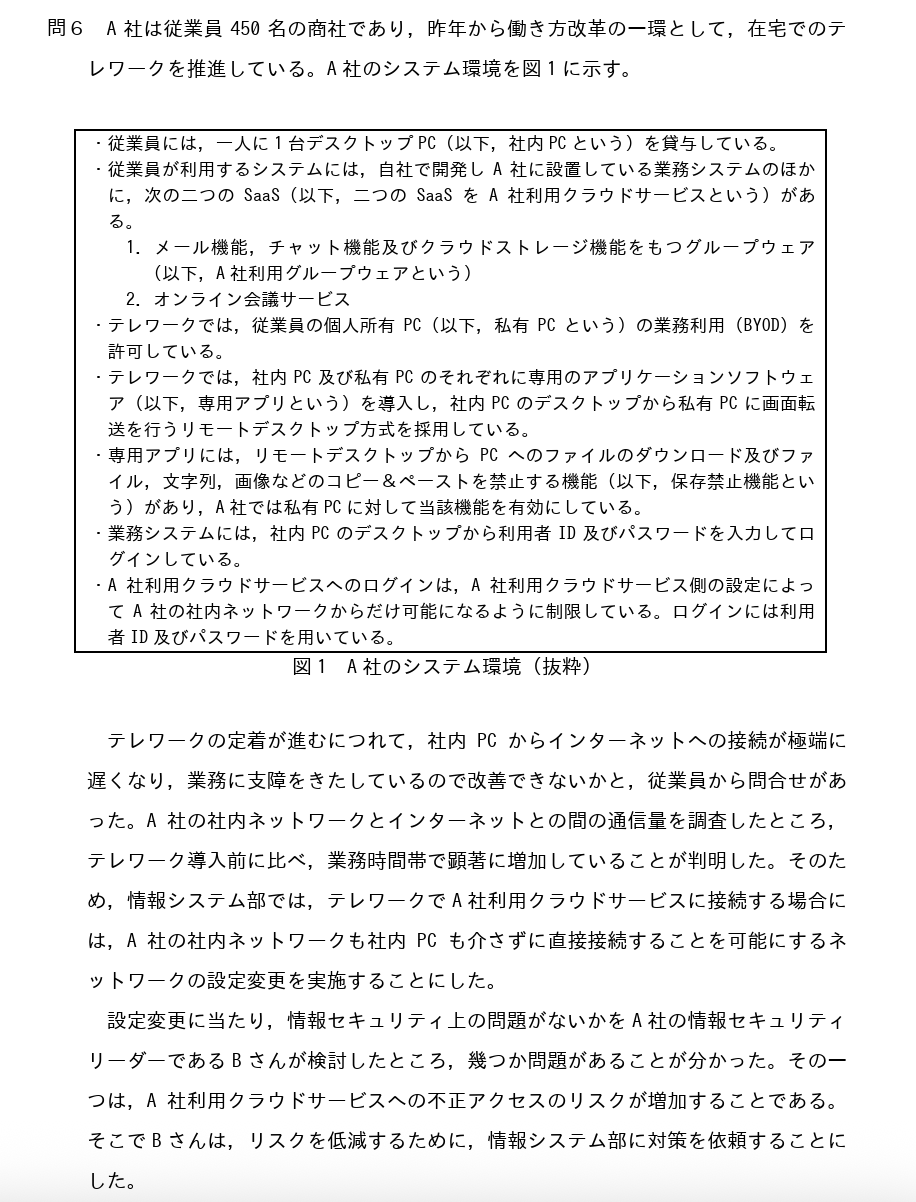 問６　A 社は従業員 450 名の商社であり，昨年から働き方改革の一環として，在宅でのテ
レワークを推進している。A 社のシステム環境を図１に示す。
・従業員には，一人に１台デスクトップ PC（以下，社内 PC という）を貸与している。
・従業員が利用するシステムには，自社で開発し A 社に設置している業務システムのほか
に，次の二つの SaaS（以下，二つの SaaS を A 社利用クラウドサービスという）があ
る。
1．メール機能，チャット機能及びクラウドストレージ機能をもつグループウェア
（以下，A 社利用グループウェアという）
2．オンライン会議サービス
・テレワークでは，従業員の個人所有 PC（以下，私有 PC という）の業務利用（BYOD）を
許可している。
・テレワークでは，社内 PC 及び私有 PC のそれぞれに専用のアプリケーションソフトウェ
ア（以下，専用アプリという）を導入し，社内 PC のデスクトップから私有 PC に画面転
送を行うリモートデスクトップ方式を採用している。
・専用アプリには，リモートデスクトップから PC へのファイルのダウンロード及びファ
イル，文字列，画像などのコピー＆ペーストを禁止する機能（以下，保存禁止機能とい
う）があり，A 社では私有 PC に対して当該機能を有効にしている。
・業務システムには，社内 PC のデスクトップから利用者 ID 及びパスワードを入力してロ
グインしている。
・A 社利用クラウドサービスへのログインは，A 社利用クラウドサービス側の設定によっ
て A 社の社内ネットワークからだけ可能になるように制限している。ログインには利用
者 ID 及びパスワードを用いている。
図１　A 社のシステム環境（抜粋）
テレワークの定着が進むにつれて，社内 PC からインターネットへの接続が極端に
遅くなり，業務に支障をきたしているので改善できないかと，従業員から問合せがあ
った。A 社の社内ネットワークとインターネットとの間の通信量を調査したところ，
テレワーク導入前に比べ，業務時間帯で顕著に増加していることが判明した。そのた
め，情報システム部では，テレワークで A 社利用クラウドサービスに接続する場合に
は，A 社の社内ネットワークも社内 PC も介さずに直接接続することを可能にするネ
ットワークの設定変更を実施することにした。
設定変更に当たり，情報セキュリティ上の問題がないかを A 社の情報セキュリティ
リーダーである B さんが検討したところ，幾つか問題があることが分かった。その一
つは，A 社利用クラウドサービスへの不正アクセスのリスクが増加することである。
そこで B さんは，リスクを低減するために，情報システム部に対策を依頼することに
した。